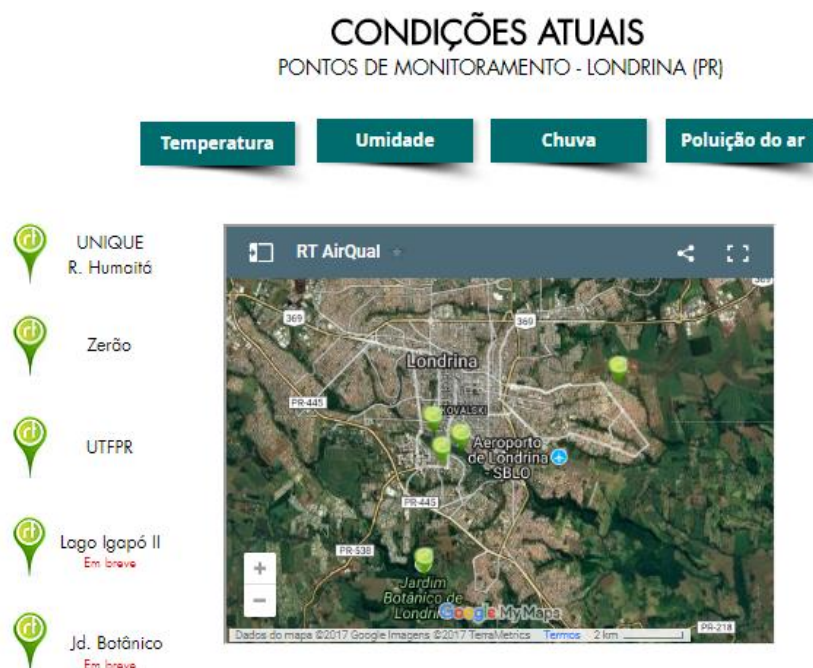 CONDIÇÕES ATUAIS
PONTOS DE MONITORAMENTO - LONDRINA (PR)
Temperatura
Umidade
Chuva
Poluição do ar
UNIQUE
R. Humaitá
Zerão
UTFPR
Lago Igapó II
Em breve
Jd. Botânico
Em breve
RT AirQual
369
369
369
Londrina
PR-445
KOVALSKI
Aeroporto
de Londrina
- SBLO
PR-445
PR-538
Jardim
Botânico de
Londri
Google My Maps
PR-218
Dados do mapa ©2017 Google Imagens ©2017 TerraMetrics Termos 2 km